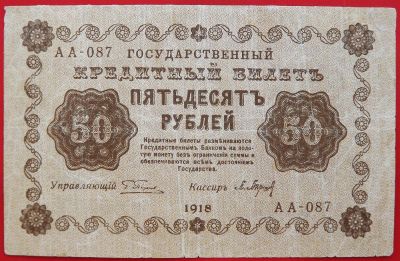 АА-087 ГОСУДАРСТВЕННЫЙ
КРЕДИТНЫЙ БИЛЕТЪ
ПЯТЬДЕСЯТЪ
РУБЛЕЙ
50 50
Кредитные билеты размѣниваются
Государственнымъ Банкомъ на золо-
тую монету безъ ограниченія суммы и
обезпечиваются всѣмъ достояніемъ
Государства.
Управляющій Кассиръ
1918 АА-087